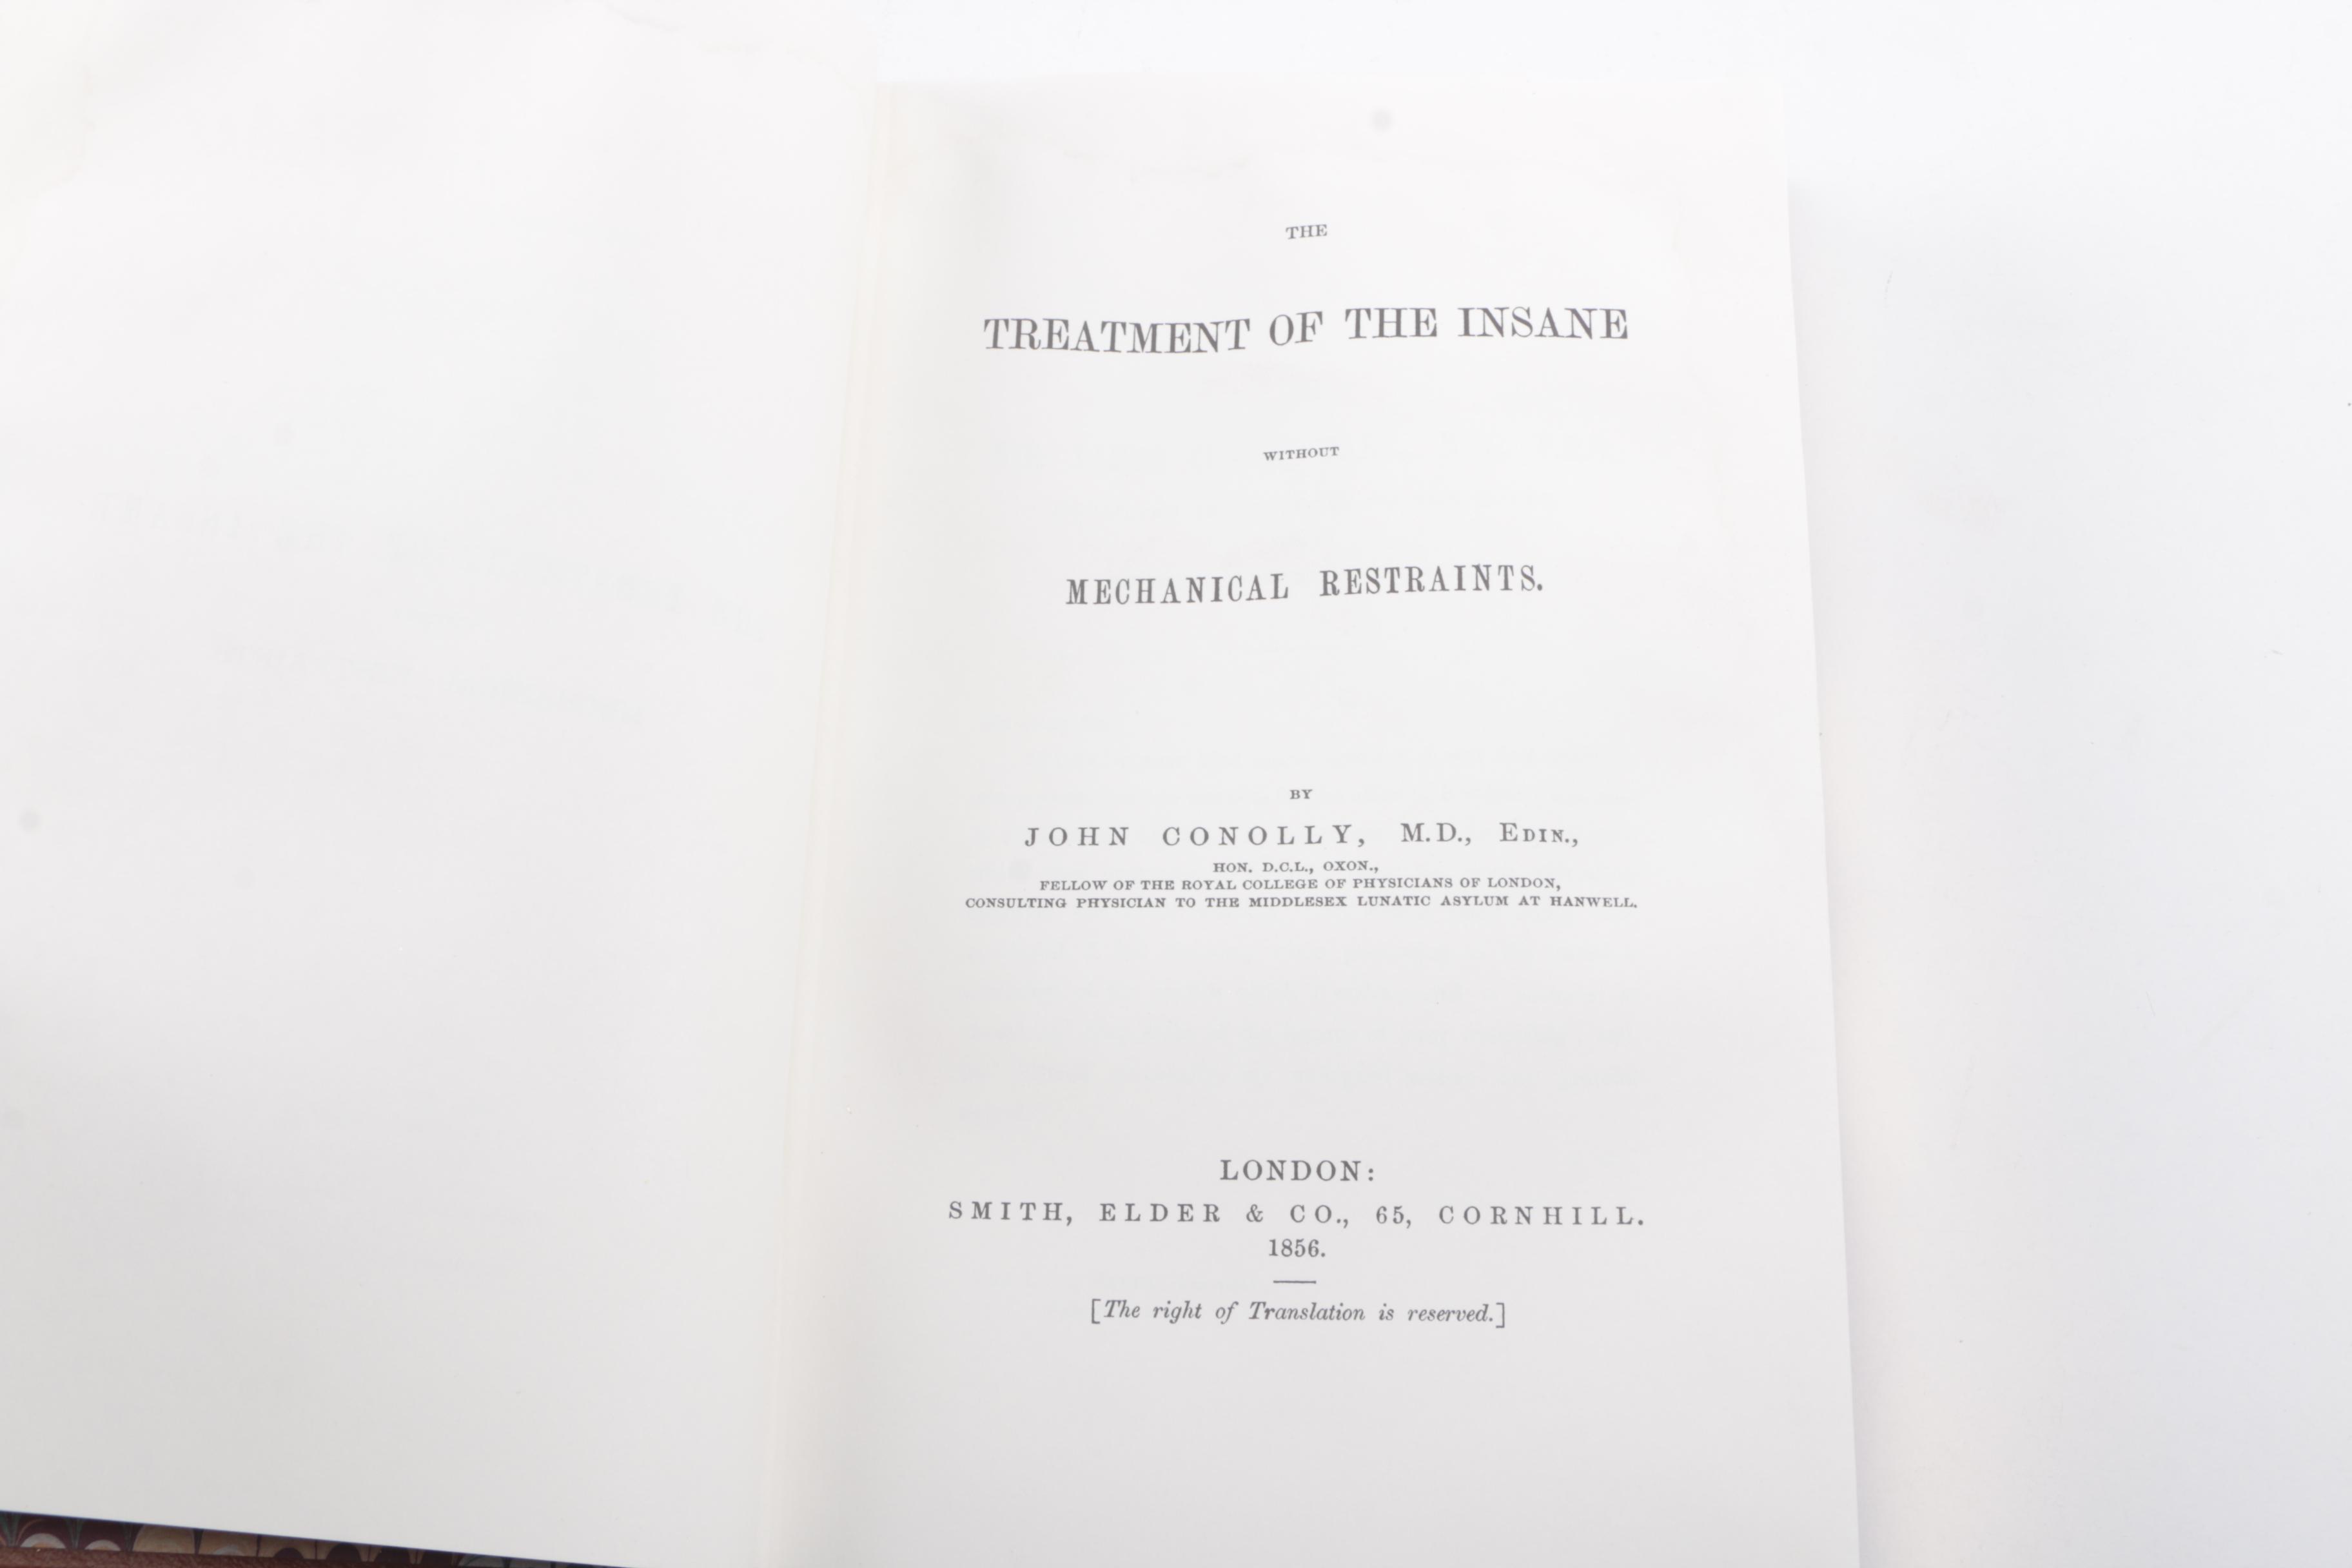 THE
TREATMENT OF THE INSANE
WITHOUT
MECHANICAL RESTRAINTS.
BY
JOHN CONOLLY, M.D., EDIN.,
HON. D.C.L., OXON.,
FELLOW OF THE ROYAL COLLEGE OF PHYSICIANS OF LONDON,
CONSULTING PHYSICIAN TO THE MIDDLESEX LUNATIC ASYLUM AT HANWELL.
LONDON:
SMITH, ELDER & CO., 65, CORNHILL.
1856.
[The right of Translation is reserved.]